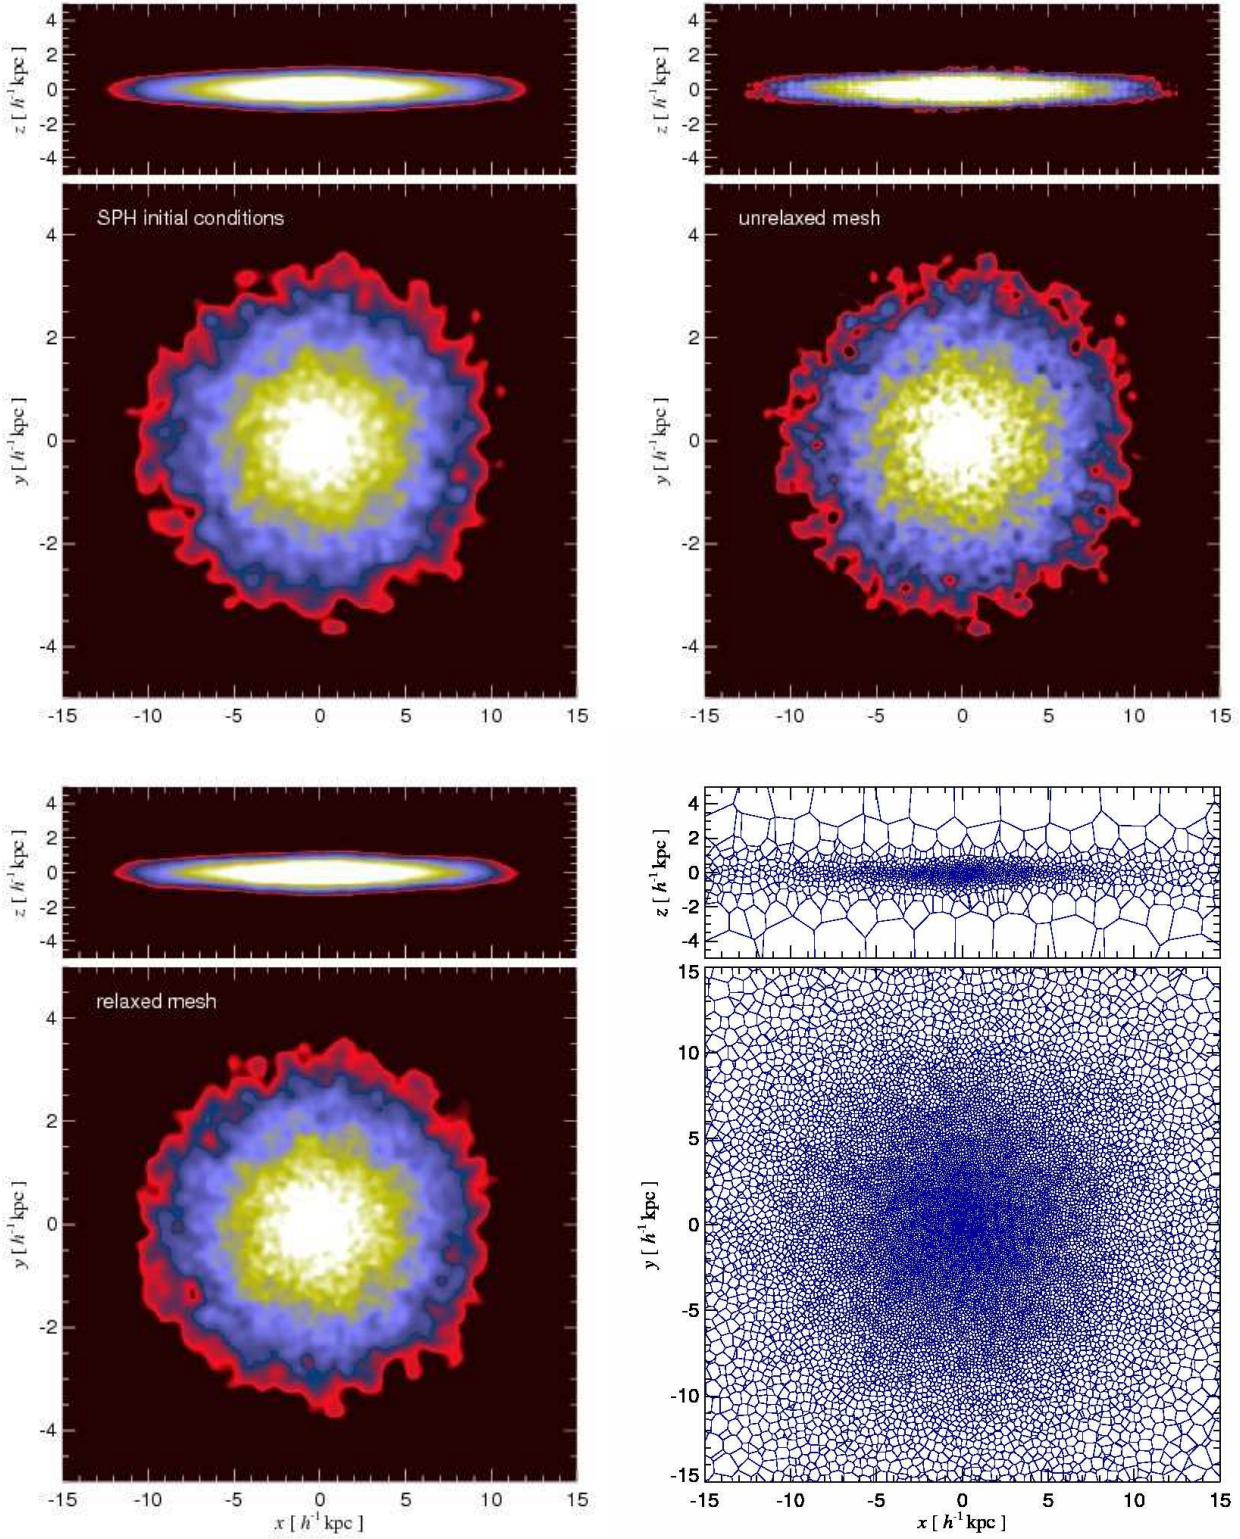 z [ h⁻¹ kpc ]
4
2
0
-2
-4
z [ h⁻¹ kpc ]
4
2
0
-2
-4
SPH initial conditions
y [ h⁻¹ kpc ]
4
2
0
-2
-4
-15 -10 -5 0 5 10 15
unrelaxed mesh
y [ h⁻¹ kpc ]
4
2
0
-2
-4
-15 -10 -5 0 5 10 15
z [ h⁻¹ kpc ]
4
2
0
-2
-4
z [ h⁻¹ kpc ]
4
2
0
-2
-4
relaxed mesh
y [ h⁻¹ kpc ]
4
2
0
-2
-4
-15 -10 -5 0 5 10 15
x [ h⁻¹ kpc ]
y [ h⁻¹ kpc ]
15
10
5
0
-5
-10
-15
-15 -10 -5 0 5 10 15
x [ h⁻¹ kpc ]